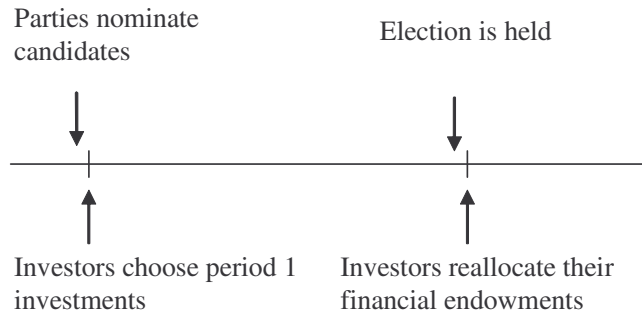 Parties nominate
candidates
Election is held
Investors choose period 1
investments
Investors reallocate their
financial endowments